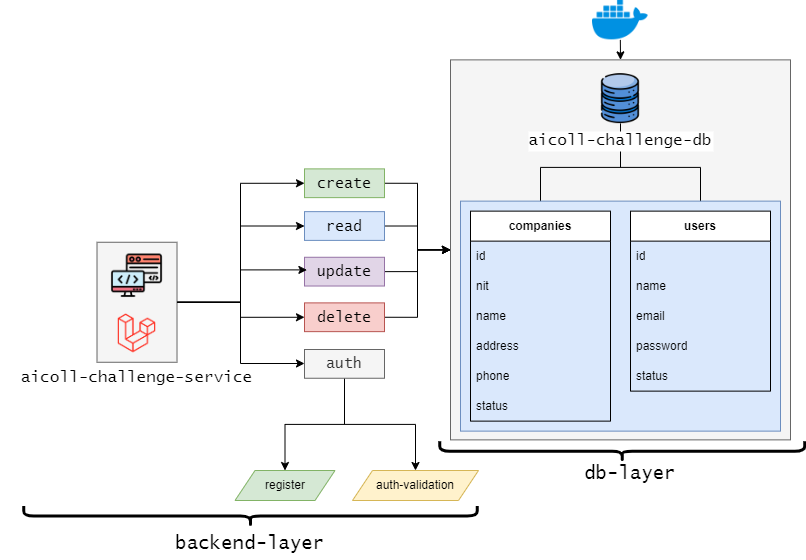 aicoll-challenge-db
create
read
update
delete
auth
aicoll-challenge-service
companies
id
nit
name
address
phone
status
users
id
name
email
password
status
register
auth-validation
db-layer
backend-layer